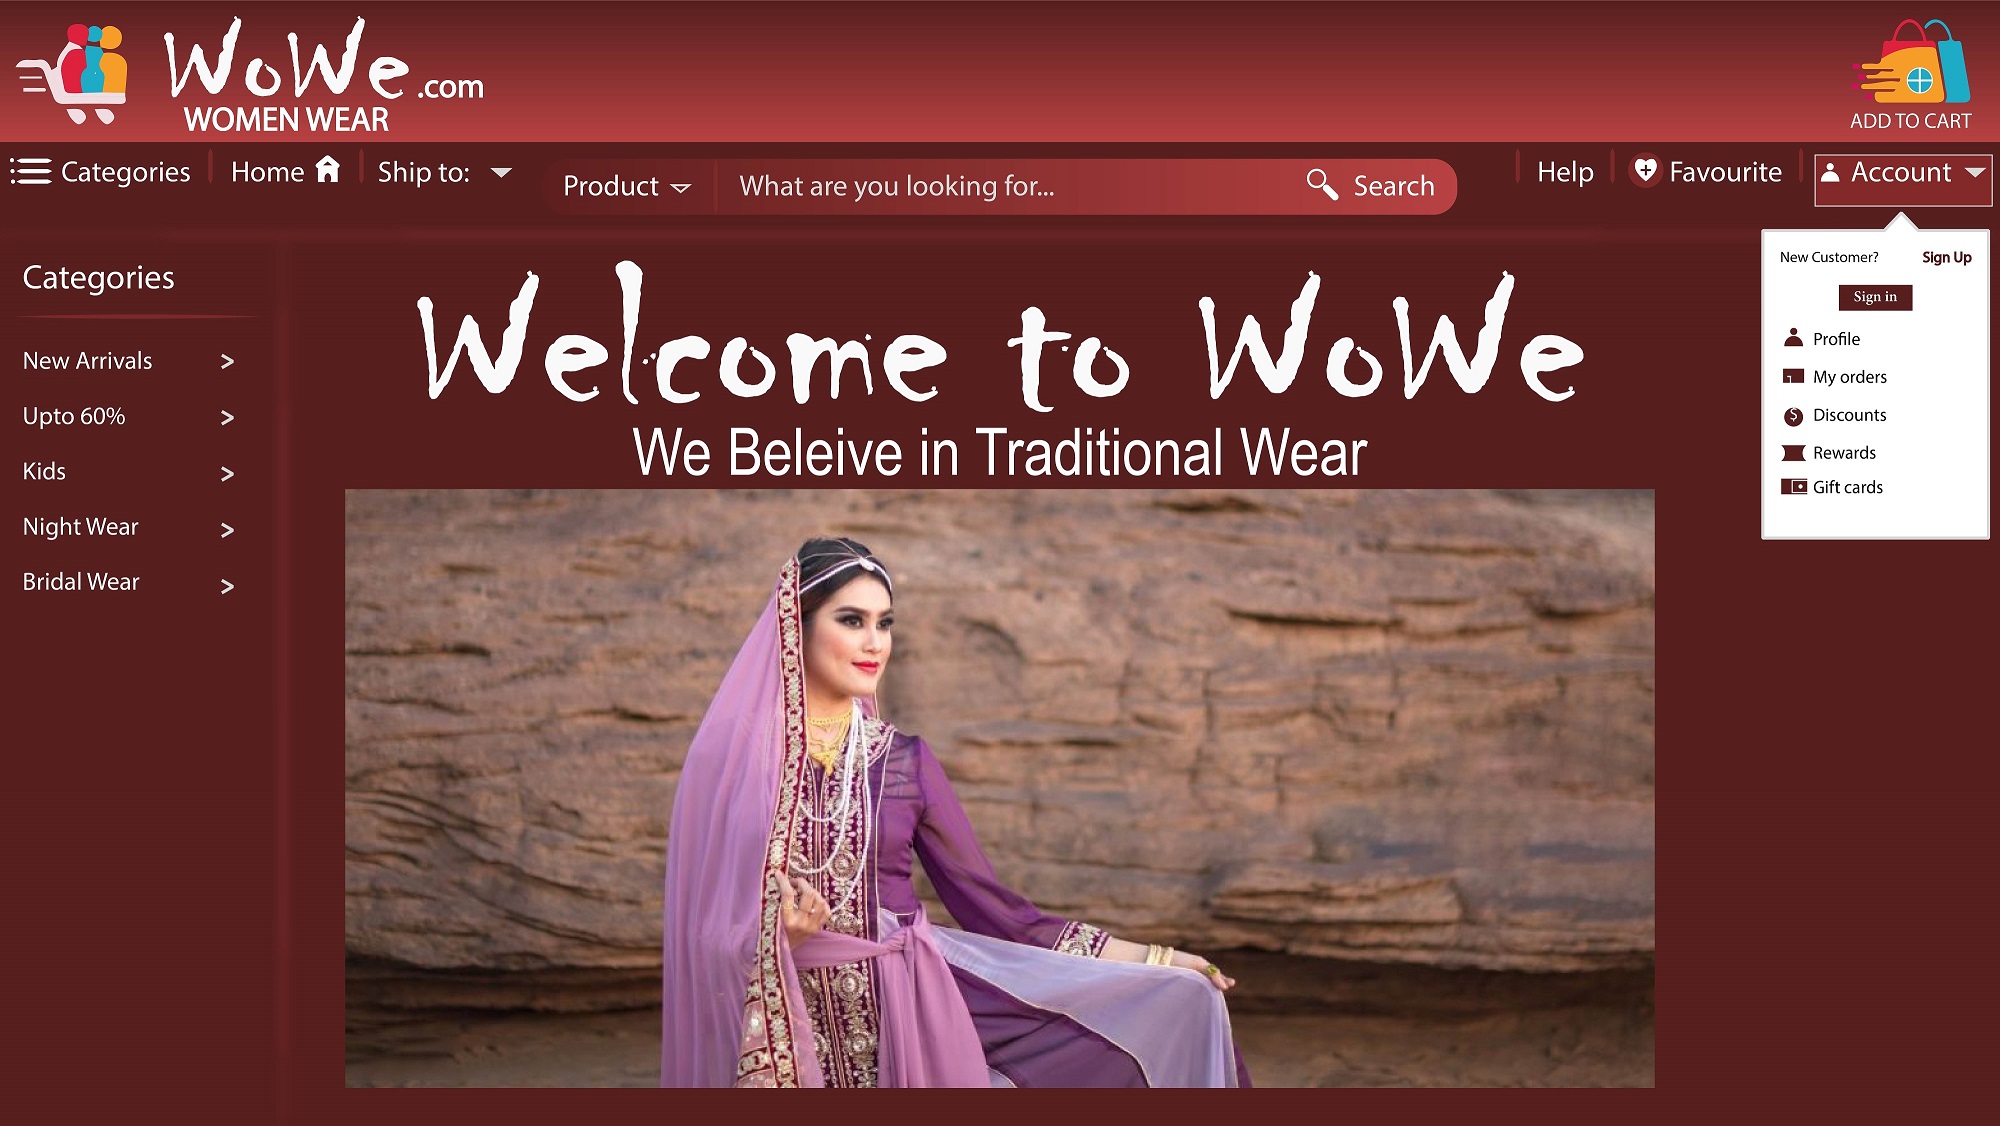 WoWe.com
WOMEN WEAR
ADD TO CART
Categories
Home
Ship to:
Product
What are you looking for...
Search
Help
Favourite
Account
New Customer?
Sign Up
Sign in
Profile
My orders
Discounts
Rewards
Gift cards
Categories
New Arrivals >
Upto 60% >
Kids >
Night Wear >
Bridal Wear >
Welcome to WoWe
We Beleive in Traditional Wear